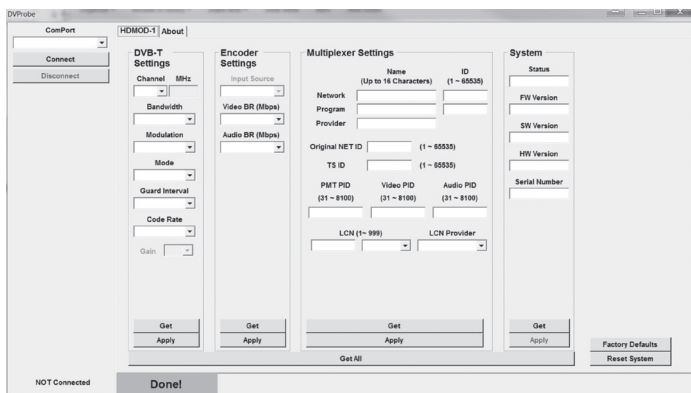 DVProbe
ComPort
Connect
Disconnect
NOT Connected
HDMOD-1 About
DVB-T Settings
Channel MHz
Bandwidth
Modulation
Mode
Guard Interval
Code Rate
Gain
Get
Apply
Encoder Settings
Input Source
Video BR (Mbps)
Audio BR (Mbps)
Get
Apply
Multiplexer Settings
Name ID
(Up to 16 Characters) (1 ~ 65535)
Network
Program
Provider
Original NET ID (1 ~ 65535)
TS ID (1 ~ 65535)
PMT PID Video PID Audio PID
(31 ~ 8100) (31 ~ 8100) (31 ~ 8100)
LCN (1~ 999) LCN Provider
Get
Apply
System
Status
FW Version
SW Version
HW Version
Serial Number
Get
Apply
Get All
Factory Defaults
Reset System
Done!